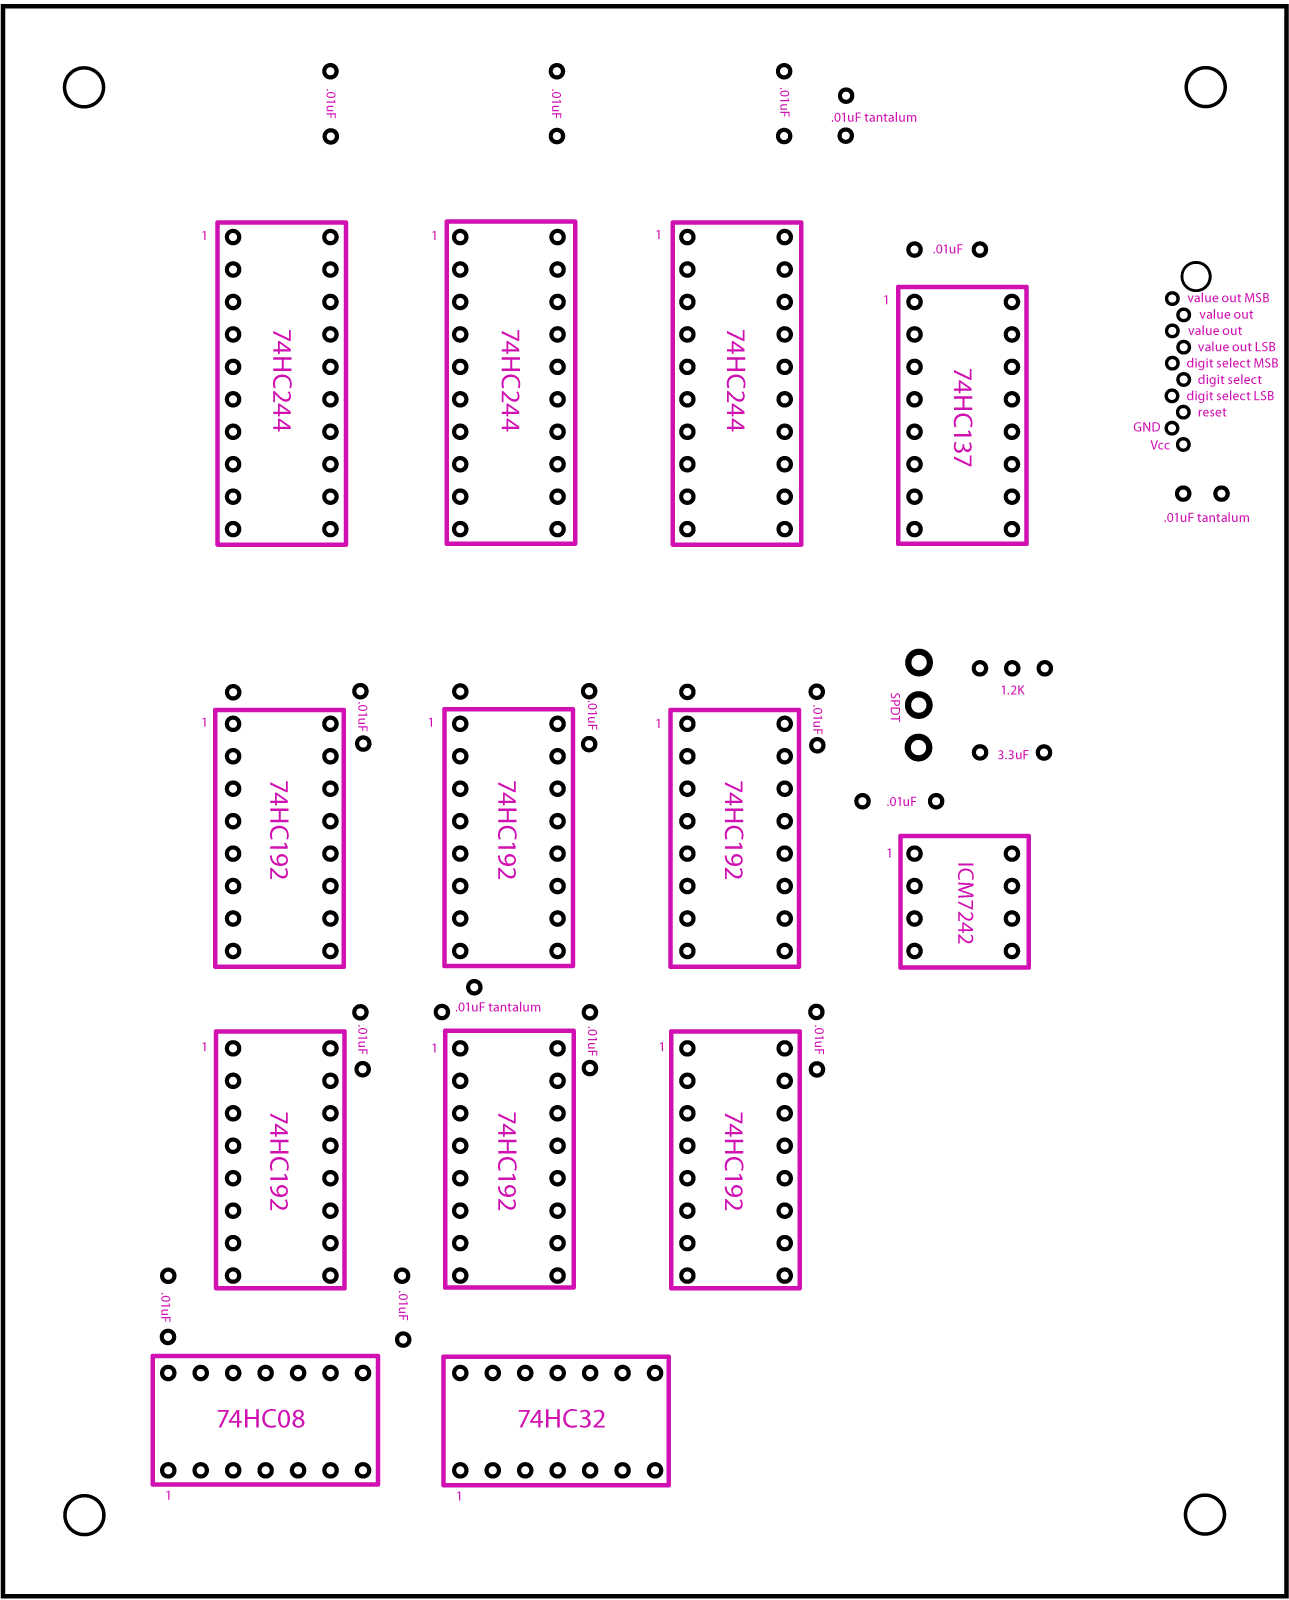 .01uF
.01uF
.01uF
.01uF tantalum
1
74HC244
1
74HC244
1
74HC244
.01uF
1
74HC137
value out MSB
value out
value out
value out LSB
digit select MSB
digit select
digit select LSB
reset
GND
Vcc
.01uF tantalum
1
74HC192
.01uF
1
74HC192
.01uF
1
74HC192
.01uF
SPDT
1.2K
3.3uF
.01uF
1
ICM7242
.01uF tantalum
1
74HC192
.01uF
1
74HC192
.01uF
1
74HC192
.01uF
.01uF
.01uF
74HC08
1
74HC32
1